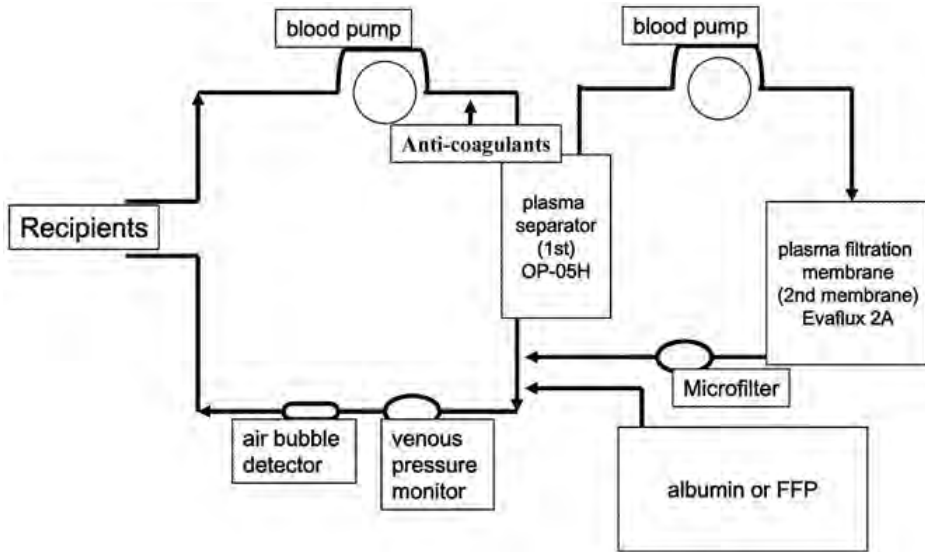 blood pump
blood pump
Anti-coagulants
Recipients
plasma
separator
(1st)
OP-05H
plasma filtration
membrane
(2nd membrane)
Evaflux 2A
Microfilter
air bubble
detector
venous
pressure
monitor
albumin or FFP